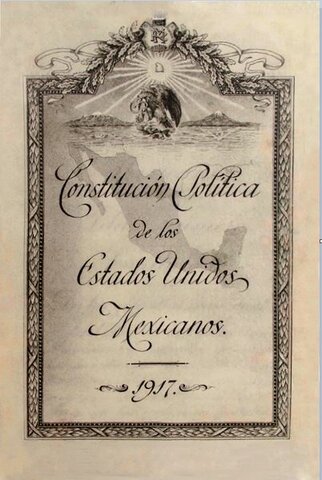 Constitución Política
de los
Estados Unidos
Mexicanos.
1917.